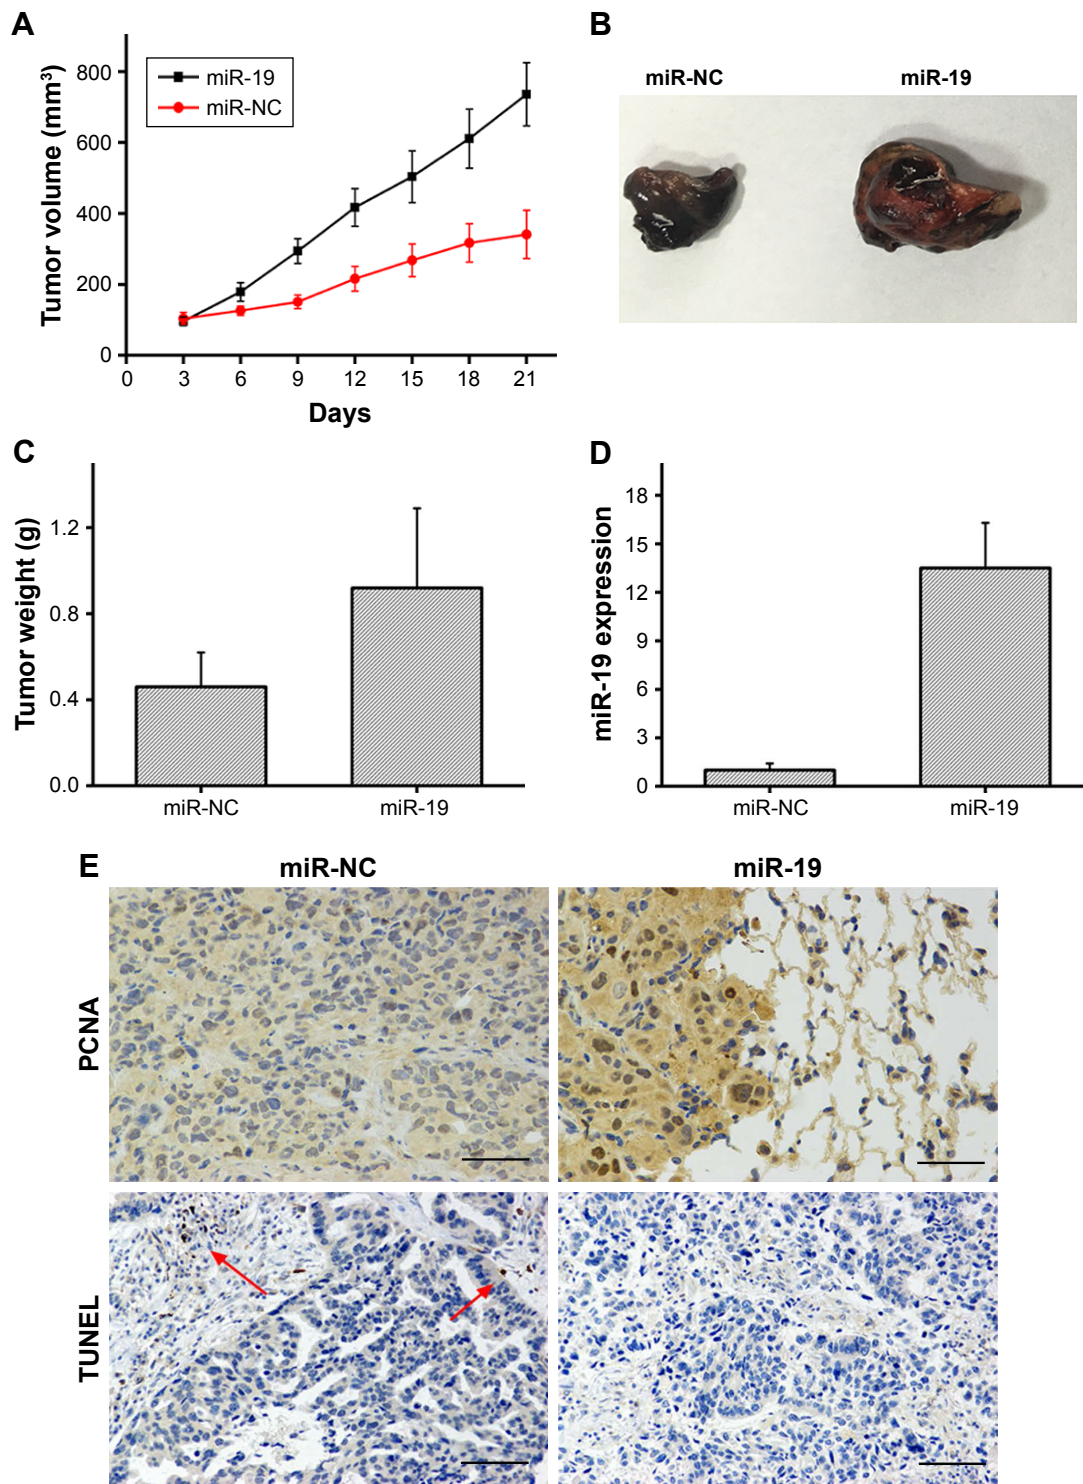 A
Tumor volume (mm³)
800
600
400
200
0
miR-19
miR-NC
0 3 6 9 12 15 18 21
Days
B
miR-NC miR-19
C
Tumor weight (g)
1.2
0.8
0.4
0.0
miR-NC miR-19
D
miR-19 expression
18
15
12
9
6
3
0
miR-NC miR-19
E
miR-NC miR-19
PCNA
TUNEL